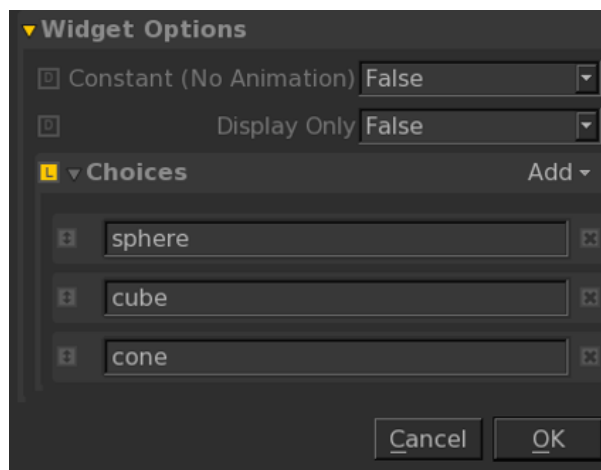 Widget Options
D Constant (No Animation) False
D Display Only False
L Choices Add
sphere
cube
cone
Cancel OK